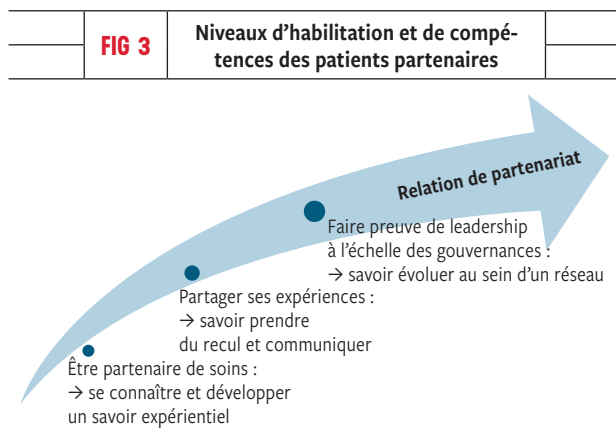 FIG 3
Niveaux d’habilitation et de compé-
tences des patients partenaires
Relation de partenariat
Faire preuve de leadership
à l’échelle des gouvernances :
→ savoir évoluer au sein d’un réseau
Partager ses expériences :
→ savoir prendre
du recul et communiquer
Être partenaire de soins :
→ se connaître et développer
un savoir expérientiel